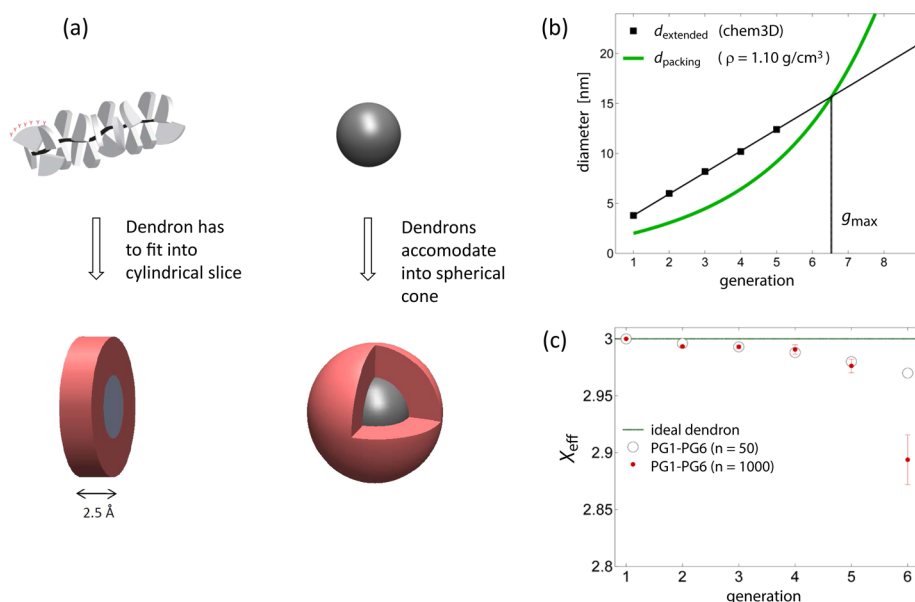 (a)
Dendron has
to fit into
cylindrical slice
2.5 Å
Dendrons
accomodate
into spherical
cone
(b)
d_extended (chem3D)
d_packing (ρ = 1.10 g/cm³)
diameter [nm]
20
15
10
5
0
g_max
1 2 3 4 5 6 7 8
generation
(c)
X_eff
3
2.95
2.9
2.85
2.8
ideal dendron
PG1-PG6 (n = 50)
PG1-PG6 (n = 1000)
1 2 3 4 5 6
generation